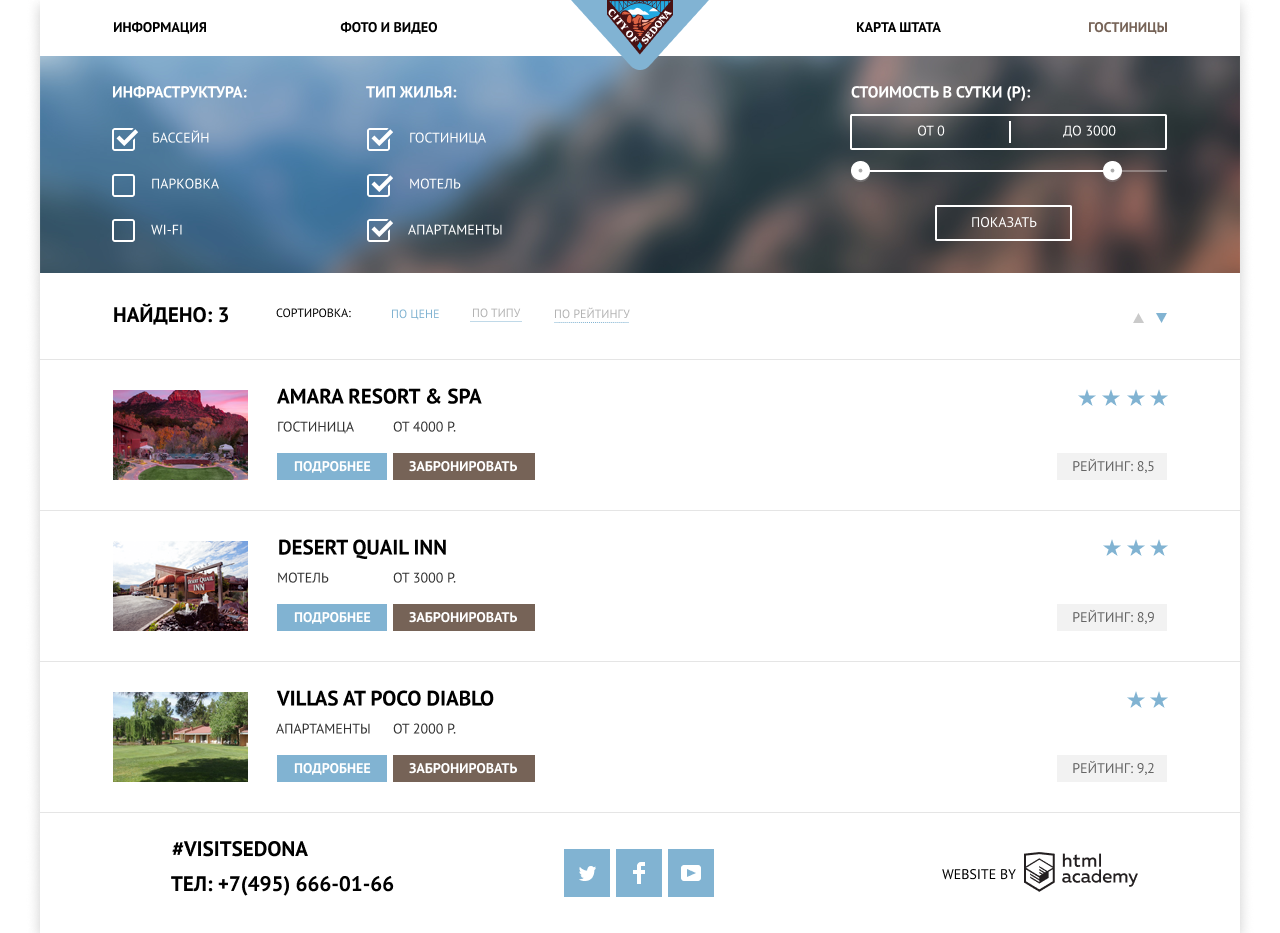 ИНФОРМАЦИЯ
ФОТО И ВИДЕО
CITY OF SEDONA
КАРТА ШТАТА
ГОСТИНИЦЫ
ИНФРАСТРУКТУРА:
БАССЕЙН
ПАРКОВКА
WI-FI
ТИП ЖИЛЬЯ:
ГОСТИНИЦА
МОТЕЛЬ
АПАРТАМЕНТЫ
СТОИМОСТЬ В СУТКИ (Р):
ОТ 0
ДО 3000
ПОКАЗАТЬ
НАЙДЕНО: 3
СОРТИРОВКА:
ПО ЦЕНЕ
ПО ТИПУ
ПО РЕЙТИНГУ
AMARA RESORT & SPA
ГОСТИНИЦА
ОТ 4000 Р.
ПОДРОБНЕЕ
ЗАБРОНИРОВАТЬ
РЕЙТИНГ: 8,5
DESERT QUAIL
INN
DESERT QUAIL INN
МОТЕЛЬ
ОТ 3000 Р.
ПОДРОБНЕЕ
ЗАБРОНИРОВАТЬ
РЕЙТИНГ: 8,9
VILLAS AT POCO DIABLO
АПАРТАМЕНТЫ
ОТ 2000 Р.
ПОДРОБНЕЕ
ЗАБРОНИРОВАТЬ
РЕЙТИНГ: 9,2
#VISITSEDONA
ТЕЛ: +7(495) 666-01-66
WEBSITE BY
html
academy